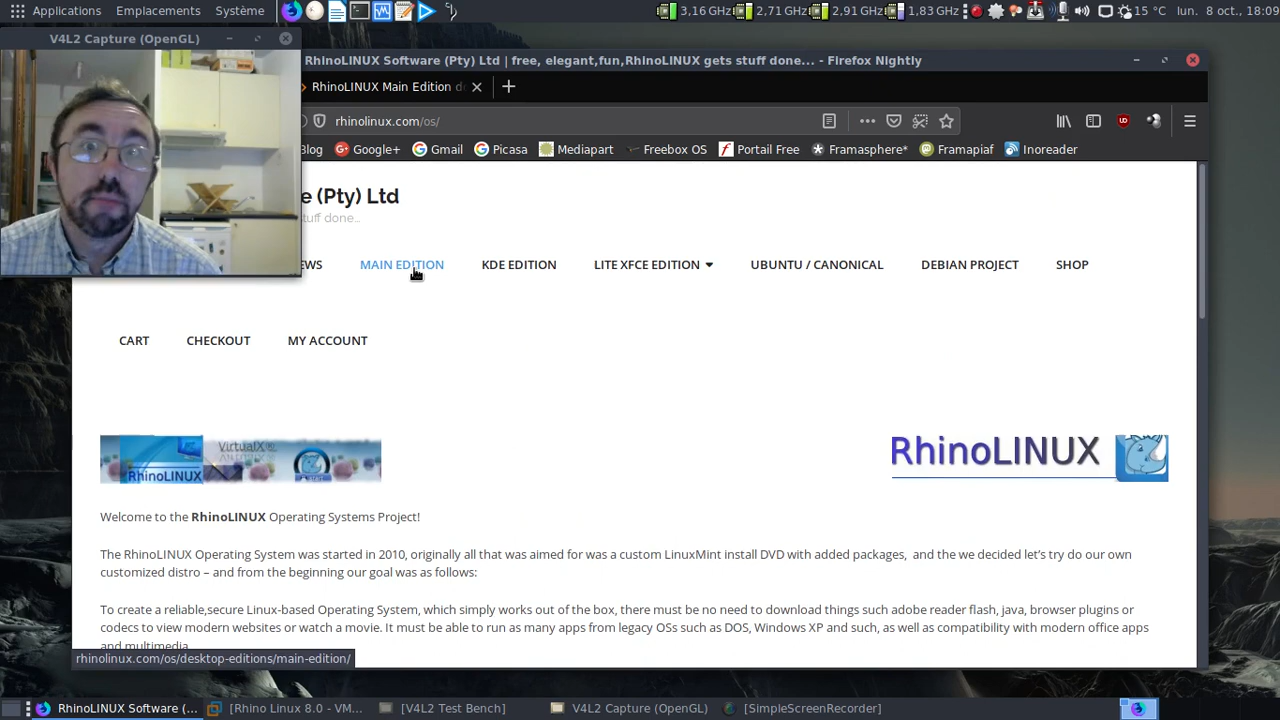 Applications Emplacements Système 3,16 GHz 2,71 GHz 2,91 GHz 1,83 GHz 15 °C lun. 8 oct., 18:09
V4L2 Capture (OpenGL)
RhinoLINUX Software (Pty) Ltd | free, elegant,fun,RhinoLINUX gets stuff done... - Firefox Nightly
RhinoLINUX Main Edition d
rhinolinux.com/os/
Blog Google+ Gmail Picasa Mediapart Freebox OS Portail Free Framasphere* Framapiaf Inoreader
e (Pty) Ltd
stuff done...
EWS MAIN EDITION KDE EDITION LITE XFCE EDITION UBUNTU / CANONICAL DEBIAN PROJECT SHOP
CART CHECKOUT MY ACCOUNT
VirtualX®
RhinoLINUX
RhinoLINUX
Welcome to the RhinoLINUX Operating Systems Project!
The RhinoLINUX Operating System was started in 2010, originally all that was aimed for was a custom LinuxMint install DVD with added packages, and the we decided let's try do our own
customized distro – and from the beginning our goal was as follows:
To create a reliable,secure Linux-based Operating System, which simply works out of the box, there must be no need to download things such adobe reader flash, java, browser plugins or
codecs to view modern websites or watch a movie. It must be able to run as many apps from legacy OSs such as DOS, Windows XP and such, as well as compatibility with modern office apps
and multimedia.
rhinolinux.com/os/desktop-editions/main-edition/
RhinoLINUX Software (... [Rhino Linux 8.0 - VM... [V4L2 Test Bench] V4L2 Capture (OpenGL) [SimpleScreenRecorder]